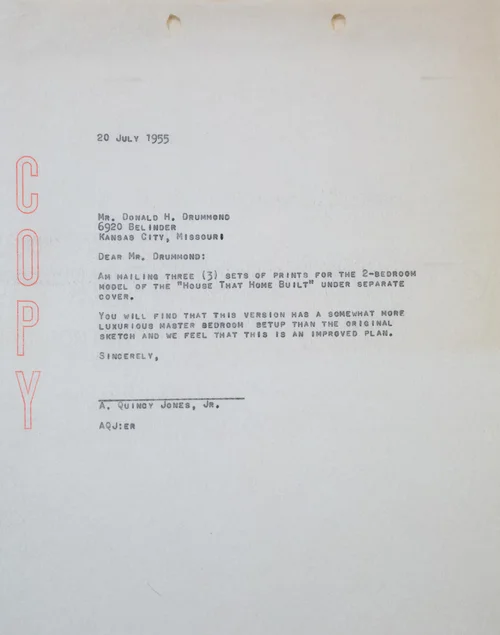 COPY
20 July 1955
Mr. Donald H. Drummond
6920 Belinder
Kansas City, Missouri
Dear Mr. Drummond:
Am mailing three (3) sets of prints for the 2-bedroom
model of the "House That Home Built" under separate
cover.
You will find that this version has a somewhat more
luxurious master bedroom setup than the original
sketch and we feel that this is an improved plan.
Sincerely,
A. Quincy Jones, Jr.
AQJ:er